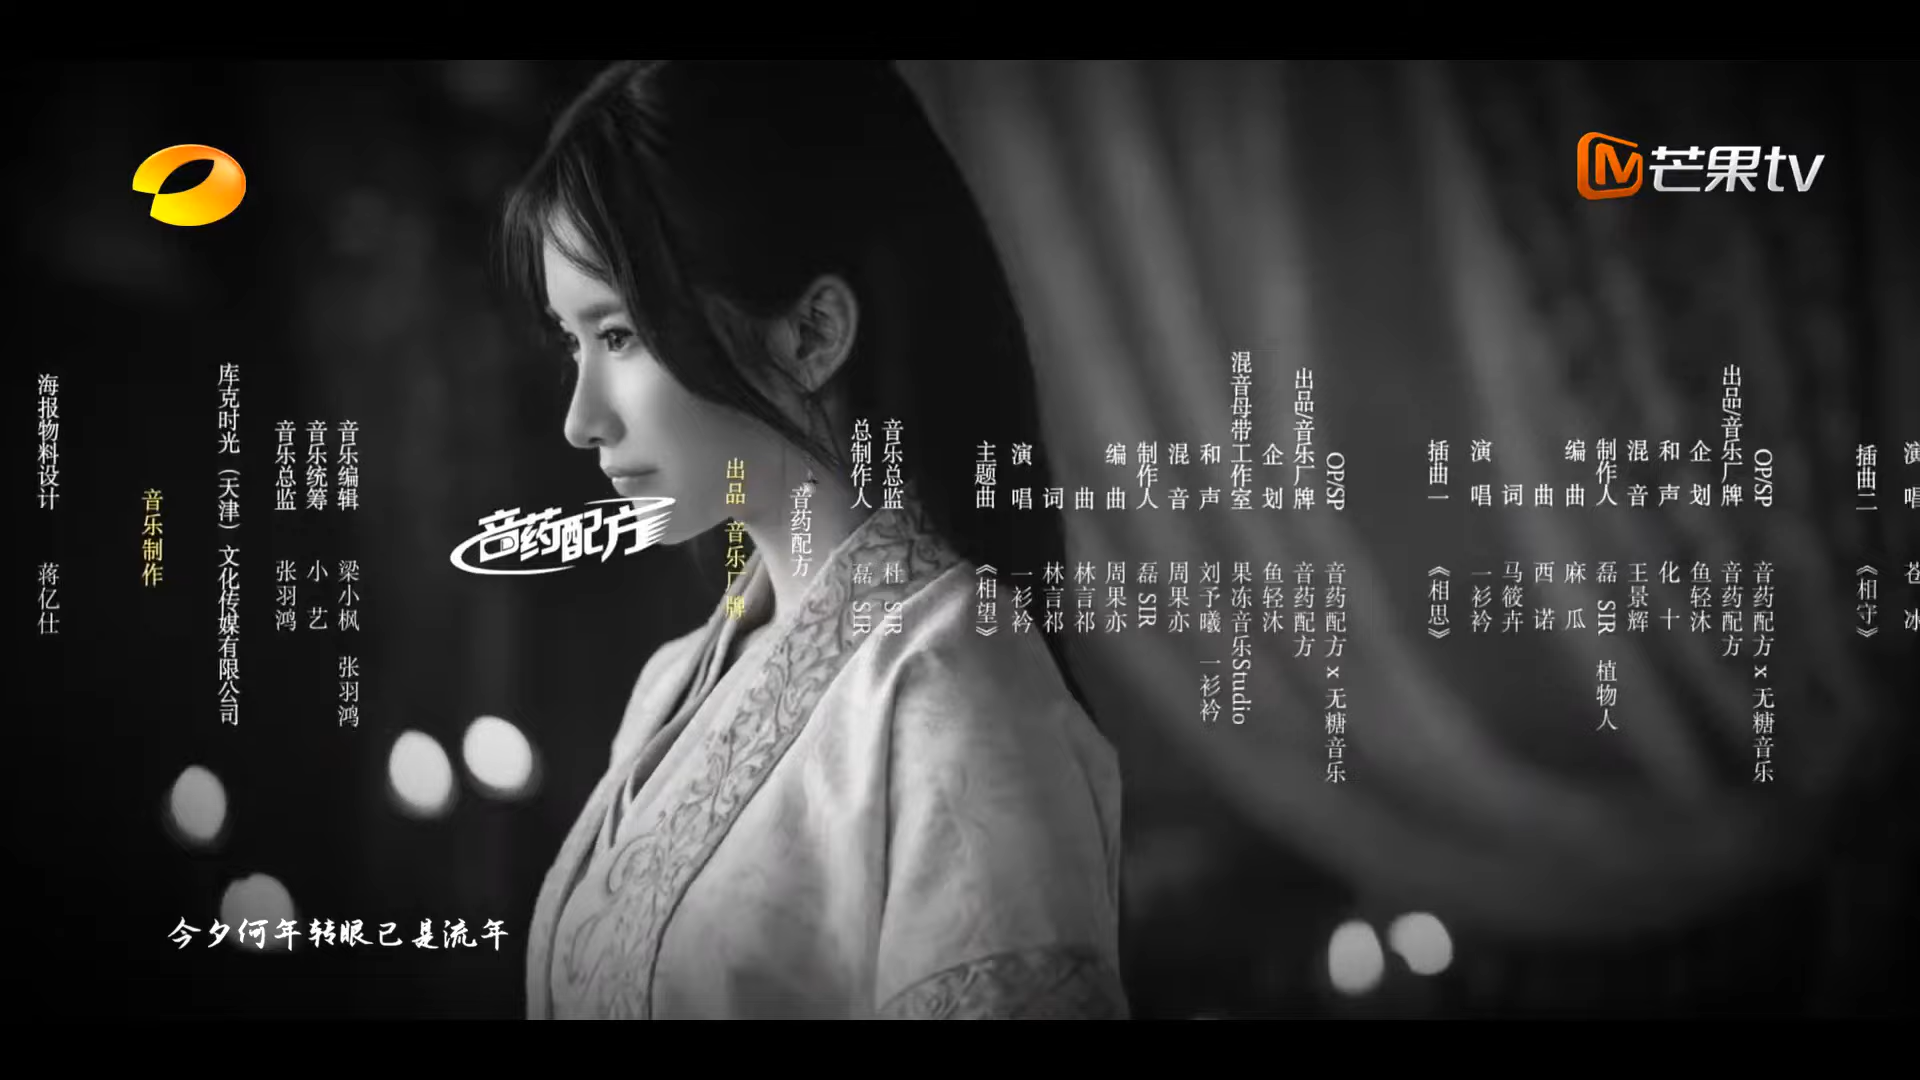 芒果tv
海报物料设计 蒋亿仕
音乐制作
库克时光（天津）文化传媒有限公司
音乐总监 张羽鸿
音乐统筹 小艺
音乐编辑 梁小枫 张羽鸿
音药配方
出品 音乐厂牌
音药配方
总制作人 磊 SIR
音乐总监 杜 SIR
主题曲 《相望》
演唱 一衫衿
词 林言祁
曲 林言祁
编曲 周果亦
制作人 磊 SIR
混音 周果亦
和声 刘予曦 一衫衿
混音母带工作室 果冻音乐Studio
企划 鱼轻沐
出品/音乐厂牌 音药配方
OP/SP 音药配方 x 无糖音乐
插曲一 《相思》
演唱 一衫衿
词 马筱卉
曲 西诺
编曲 麻瓜
制作人 磊 SIR 植物人
混音 王景辉
和声 化十
企划 鱼轻沐
出品/音乐厂牌 音药配方
OP/SP 音药配方 x 无糖音乐
插曲二 《相守》
演唱 苍冰
今夕何年转眼已是流年